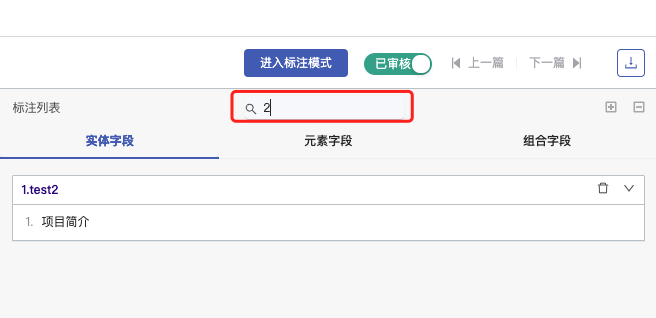 进入标注模式 已审核 上一篇 下一篇
标注列表 2
实体字段 元素字段 组合字段
1.test2
1. 项目简介